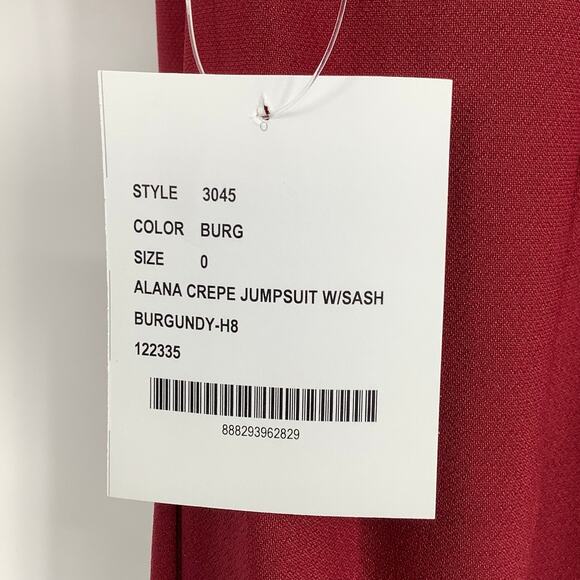 STYLE 3045
COLOR BURG
SIZE 0
ALANA CREPE JUMPSUIT W/SASH
BURGUNDY-H8
122335
888293962829